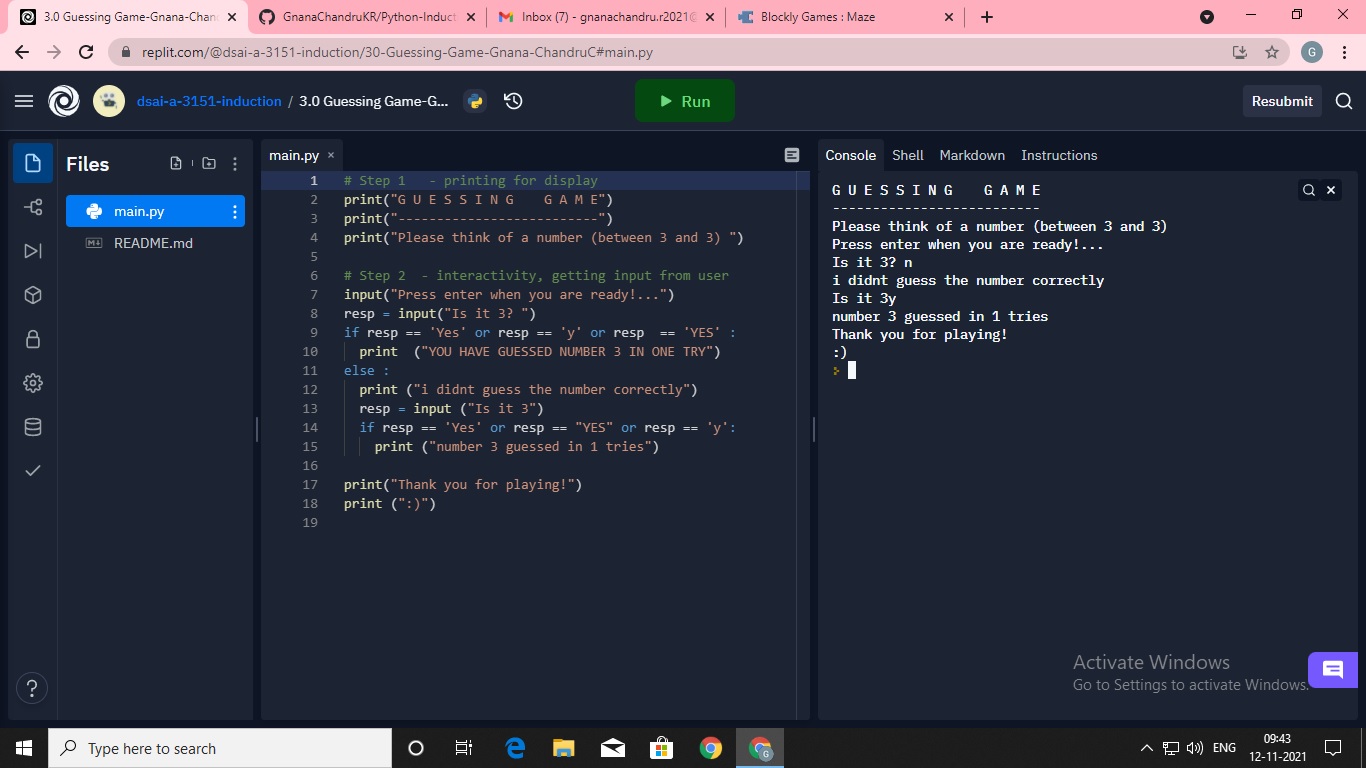 3.0 Guessing Game-Gnana-Chan
GnanaChandruKR/Python-Induct
Inbox (7) - gnanachandru.r2021@
Blockly Games : Maze
replit.com/@dsai-a-3151-induction/30-Guessing-Game-Gnana-ChandruC#main.py
G
dsai-a-3151-induction / 3.0 Guessing Game-G...
Run
Resubmit
Files
main.py
README.md
main.py
1 # Step 1   - printing for display
2 print("G U E S S I N G    G A M E")
3 print("--------------------------")
4 print("Please think of a number (between 3 and 3) ")
5
6 # Step 2  - interactivity, getting input from user
7 input("Press enter when you are ready!...")
8 resp = input("Is it 3? ")
9 if resp == 'Yes' or resp == 'y' or resp  == 'YES' :
10   print  ("YOU HAVE GUESSED NUMBER 3 IN ONE TRY")
11 else :
12   print ("i didnt guess the number correctly")
13   resp = input ("Is it 3")
14   if resp == 'Yes' or resp == "YES" or resp == 'y':
15     print ("number 3 guessed in 1 tries")
16
17 print("Thank you for playing!")
18 print (":)")
19
Console Shell Markdown Instructions
G U E S S I N G    G A M E
--------------------------
Please think of a number (between 3 and 3)
Press enter when you are ready!...
Is it 3? n
i didnt guess the number correctly
Is it 3y
number 3 guessed in 1 tries
Thank you for playing!
:)
Activate Windows
Go to Settings to activate Windows.
?
Type here to search
G
ENG
09:43
12-11-2021